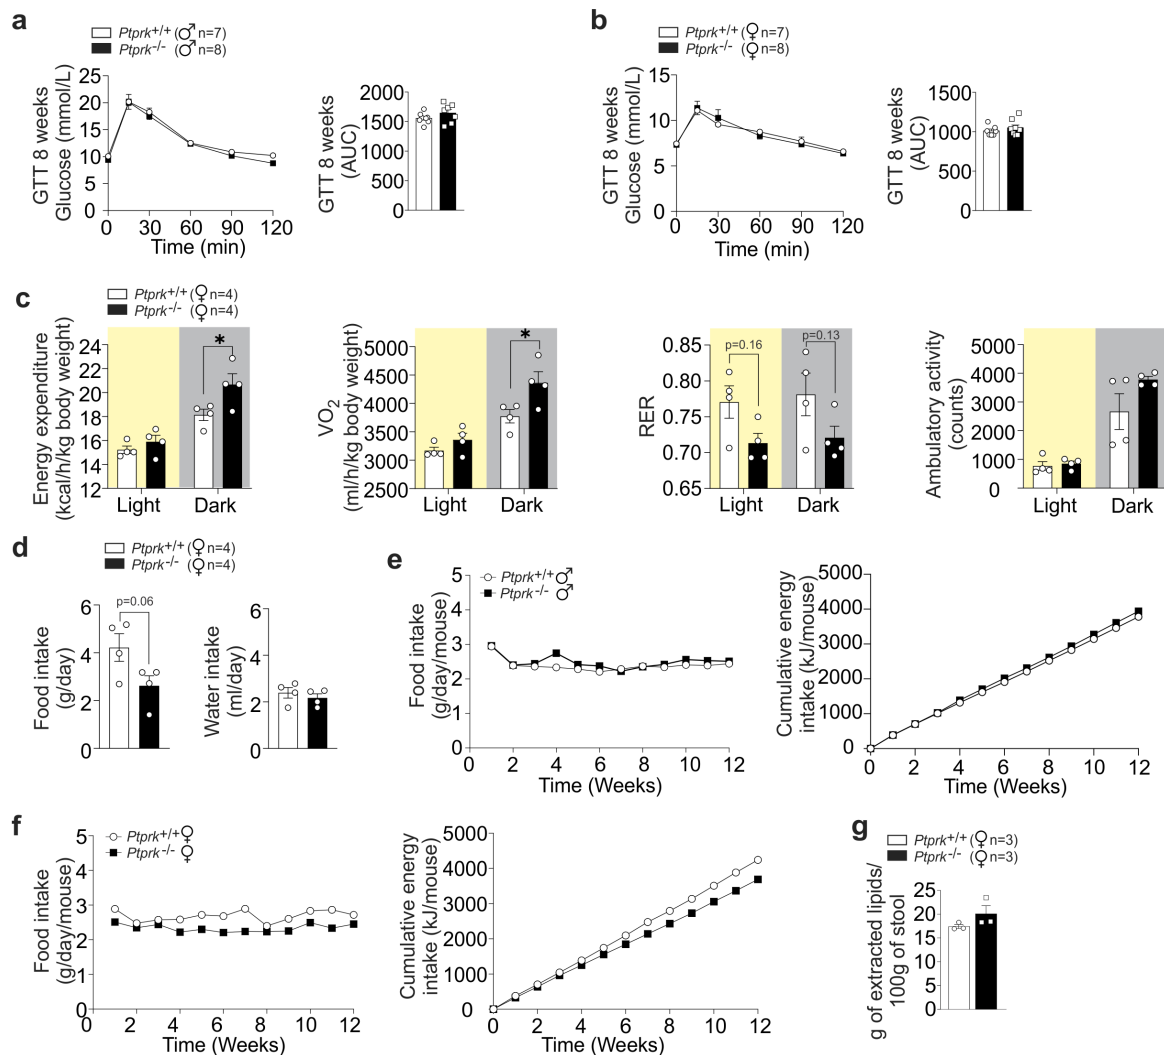 a
Ptprk+/+ (♂ n=7)
Ptprk-/- (♂ n=8)
GTT 8 weeks
Glucose (mmol/L)
25
20
15
10
5
0
0 30 60 90 120
Time (min)
GTT 8 weeks
(AUC)
2000
1500
1000
500
0
b
Ptprk+/+ (♀ n=7)
Ptprk-/- (♀ n=8)
GTT 8 weeks
Glucose (mmol/L)
15
10
5
0
0 30 60 90 120
Time (min)
GTT 8 weeks
(AUC)
1500
1000
500
0
c
Ptprk+/+ (♀ n=4)
Ptprk-/- (♀ n=4)
Energy expenditure
(kcal/h/kg body weight)
24
22
20
18
16
14
12
*
Light Dark
VO2
(ml/h/kg body weight)
5000
4500
4000
3500
3000
2500
*
Light Dark
RER
0.85
0.80
0.75
0.70
0.65
p=0.16
p=0.13
Light Dark
Ambulatory activity
(counts)
5000
4000
3000
2000
1000
0
Light Dark
d
Ptprk+/+ (♀ n=4)
Ptprk-/- (♀ n=4)
Food intake
(g/day)
6
4
2
0
p=0.06
Water intake
(ml/day)
6
4
2
0
e
Ptprk+/+ ♂
Ptprk-/- ♂
Food intake
(g/day/mouse)
5
4
3
2
1
0
0 2 4 6 8 10 12
Time (Weeks)
Cumulative energy
intake (kJ/mouse)
5000
4000
3000
2000
1000
0
0 2 4 6 8 10 12
Time (Weeks)
f
Ptprk+/+ ♀
Ptprk-/- ♀
Food intake
(g/day/mouse)
5
4
3
2
1
0
0 2 4 6 8 10 12
Time (Weeks)
Cumulative energy
intake (kJ/mouse)
5000
4000
3000
2000
1000
0
0 2 4 6 8 10 12
Time (Weeks)
g
Ptprk+/+ (♀ n=3)
Ptprk-/- (♀ n=3)
g of extracted lipids/
100g of stool
25
20
15
10
5
0